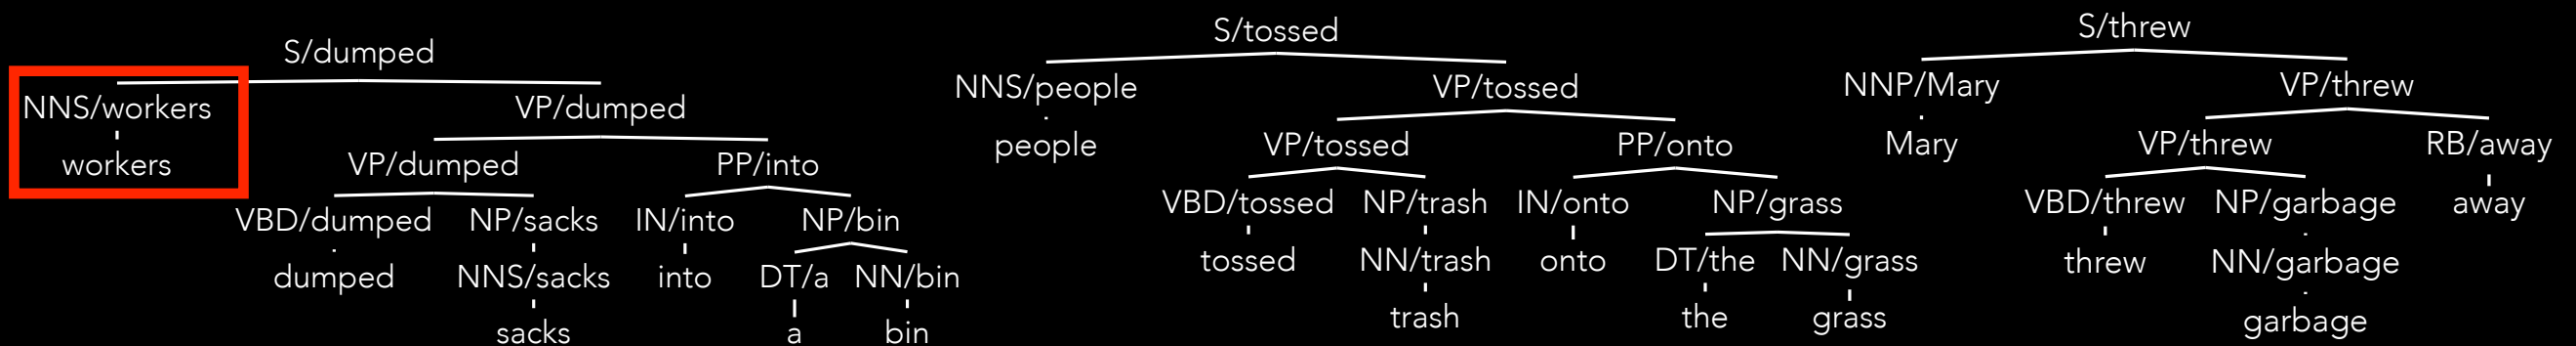 S/dumped
NNS/workers VP/dumped
workers VP/dumped PP/into
VBD/dumped NP/sacks IN/into NP/bin
dumped NNS/sacks into DT/a NN/bin
sacks a bin
S/tossed
NNS/people VP/tossed
people VP/tossed PP/onto
VBD/tossed NP/trash IN/onto NP/grass
tossed NN/trash onto DT/the NN/grass
trash the grass
S/threw
NNP/Mary VP/threw
Mary VP/threw RB/away
VBD/threw NP/garbage away
threw NN/garbage
garbage